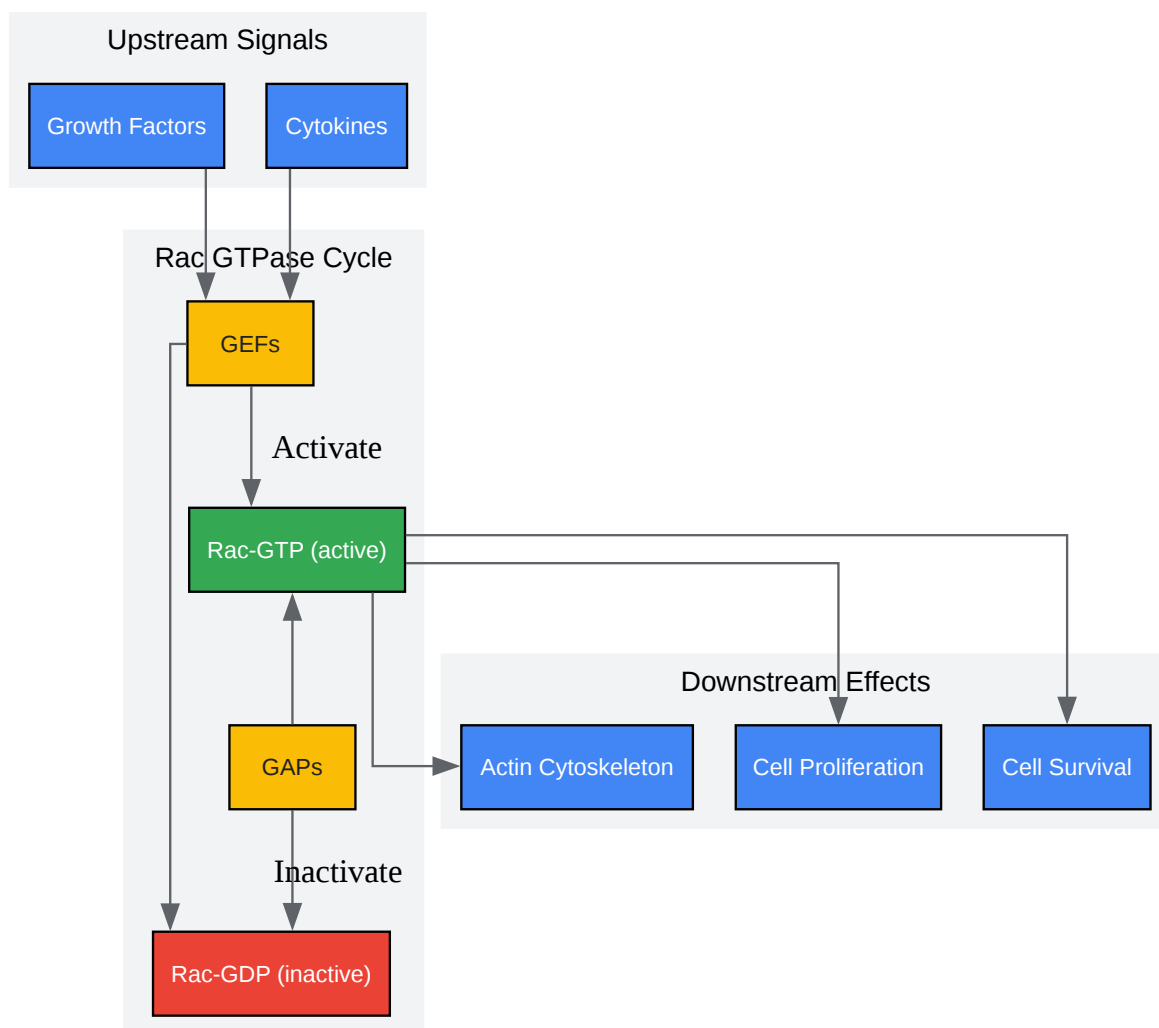 Upstream Signals
Growth Factors
Cytokines
Rac GTPase Cycle
GEFs
Activate
Rac-GTP (active)
Downstream Effects
GAPs
Actin Cytoskeleton
Cell Proliferation
Cell Survival
Inactivate
Rac-GDP (inactive)